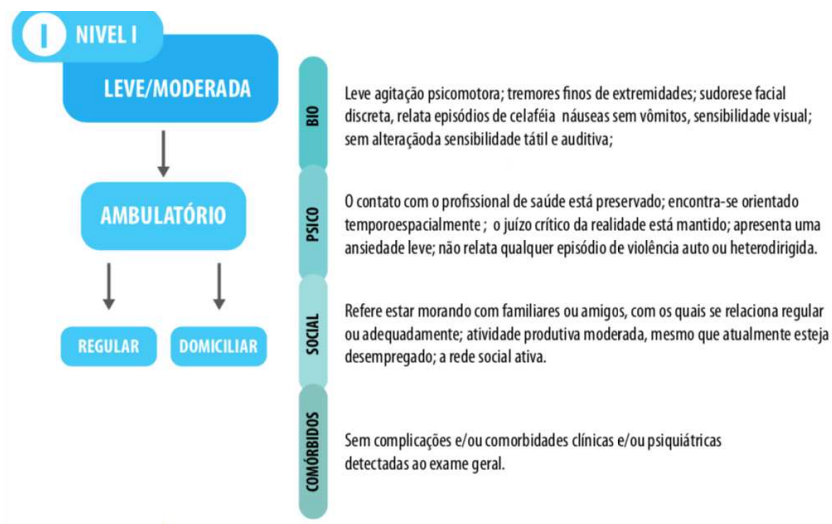 I NIVEL I
LEVE/MODERADA
AMBULATÓRIO
REGULAR
DOMICILIAR
BIO
Leve agitação psicomotora; tremores finos de extremidades; sudorese facial
discreta, relata episódios de celaféia náuseas sem vômitos, sensibilidade visual;
sem alteraçãoda sensibilidade tátil e auditiva;
PSICO
O contato com o profissional de saúde está preservado; encontra-se orientado
temporoespacialmente ; o juízo crítico da realidade está mantido; apresenta uma
ansiedade leve; não relata qualquer episódio de violência auto ou heterodirigida.
SOCIAL
Refere estar morando com familiares ou amigos, com os quais se relaciona regular
ou adequadamente; atividade produtiva moderada, mesmo que atualmente esteja
desempregado; a rede social ativa.
COMÓRBIDOS
Sem complicações e/ou comorbidades clínicas e/ou psiquiátricas
detectadas ao exame geral.